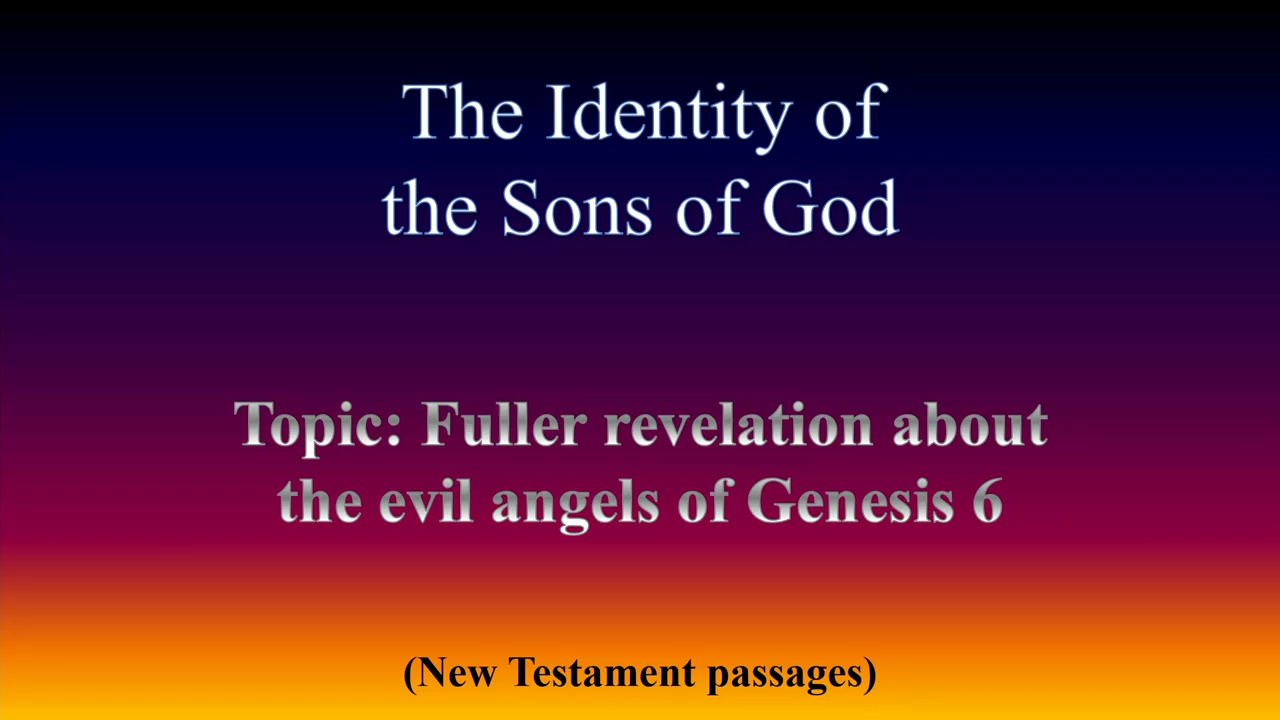 The Identity of
the Sons of God
Topic: Fuller revelation about
the evil angels of Genesis 6
(New Testament passages)